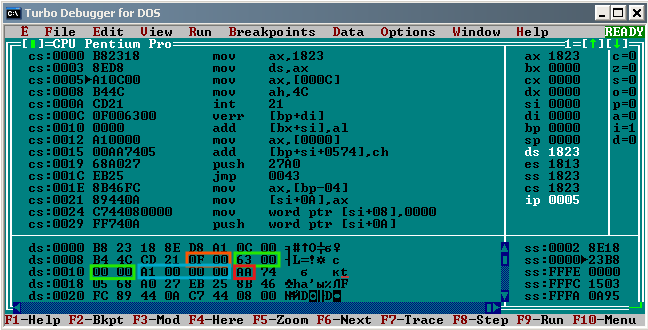 Turbo Debugger for DOS
E File Edit View Run Breakpoints Data Options Window Help READY
[■]=CPU Pentium Pro 1=[↑][↓]
cs:0000 B82318 mov ax,1823 ax 1823 c=0
cs:0003 8ED8 mov ds,ax bx 0000 z=0
cs:0005►A10C00 mov ax,[000C] cx 0000 s=0
cs:0008 B44C mov ah,4C dx 0000 o=0
cs:000A CD21 int 21 si 0000 p=0
cs:000C 0F006300 verr [bp+di] di 0000 a=0
cs:0010 0000 add [bx+si],al bp 0000 i=1
cs:0012 A10000 mov ax,[0000] sp 0000 d=0
cs:0015 00AA7405 add [bp+si+0574],ch ds 1823
cs:0019 68A027 push 27A0 es 1813
cs:001C EB25 jmp 0043 ss 1823
cs:001E 8B46FC mov ax,[bp-04] cs 1823
cs:0021 89440A mov [si+0A],ax ip 0005
cs:0024 C744080000 mov word ptr [si+08],0000
cs:0029 FF740A push word ptr [si+0A]
ds:0000 B8 23 18 8E D8 A1 0C 00 ╕#↑О╪б♀ ss:0002 8E18
ds:0008 B4 4C CD 21 0F 00 63 00 ┤L=!☼ c ss:0000►23B8
ds:0010 00 00 A1 00 00 00 AA 74 б кt ss:FFFE 0000
ds:0018 05 68 A0 27 EB 25 8B 46 ♣hа'ы%ЛF ss:FFFC 1503
ds:0020 FC 89 44 0A C7 44 08 00 №ЙD◙╟D◘ ss:FFFA 0A95
F1-Help F2-Bkpt F3-Mod F4-Here F5-Zoom F6-Next F7-Trace F8-Step F9-Run F10-Menu